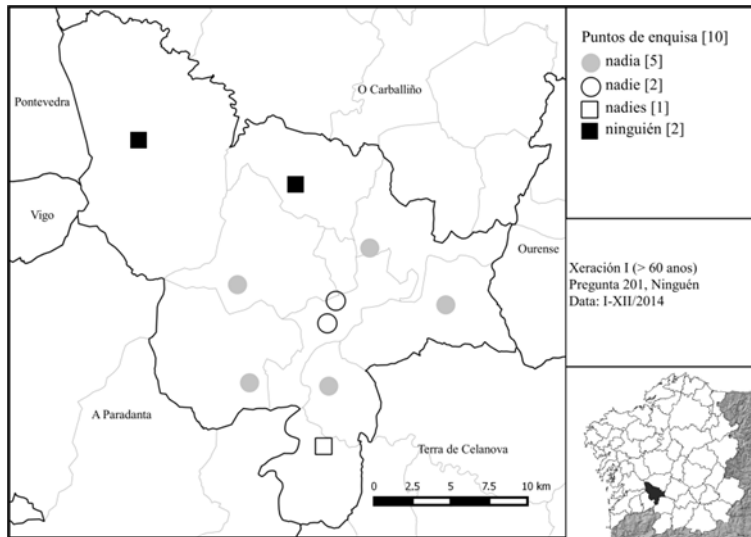 Puntos de enquisa [10]
nadia [5]
nadie [2]
nadies [1]
ninguién [2]
Xeración I (> 60 anos)
Pregunta 201, Ninguén
Data: I-XII/2014
O Carballiño
Pontevedra
Vigo
Ourense
A Paradanta
Terra de Celanova
0 2.5 5 7.5 10 km